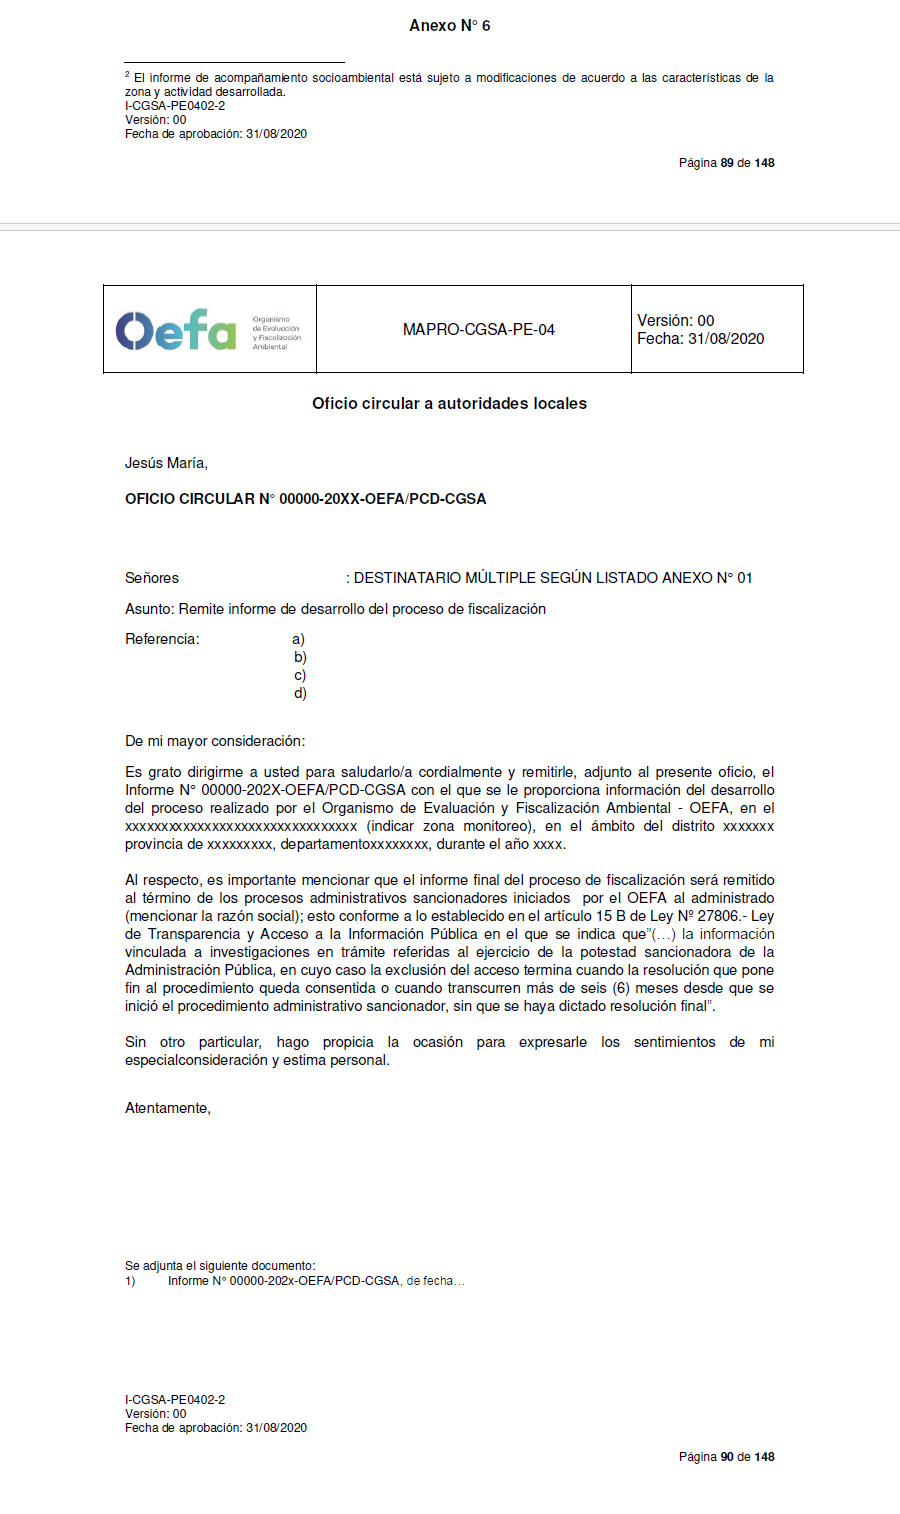 Anexo N° 6
² El informe de acompañamiento socioambiental está sujeto a modificaciones de acuerdo a las características de la
zona y actividad desarrollada.
I-CGSA-PE0402-2
Versión: 00
Fecha de aprobación: 31/08/2020
Página 89 de 148
Oefa
Organismo
de Evaluación
y Fiscalización
Ambiental
MAPRO-CGSA-PE-04
Versión: 00
Fecha: 31/08/2020
Oficio circular a autoridades locales
Jesús María,
OFICIO CIRCULAR N° 00000-20XX-OEFA/PCD-CGSA
Señores : DESTINATARIO MÚLTIPLE SEGÚN LISTADO ANEXO N° 01
Asunto: Remite informe de desarrollo del proceso de fiscalización
Referencia: a)
b)
c)
d)
De mi mayor consideración:
Es grato dirigirme a usted para saludarlo/a cordialmente y remitirle, adjunto al presente oficio, el
Informe N° 00000-202X-OEFA/PCD-CGSA con el que se le proporciona información del desarrollo
del proceso realizado por el Organismo de Evaluación y Fiscalización Ambiental - OEFA, en el
xxxxxxxxxxxxxxxxxxxxxxxxxxxxxxxx (indicar zona monitoreo), en el ámbito del distrito xxxxxxx
provincia de xxxxxxxxx, departamentoxxxxxxxx, durante el año xxxx.
Al respecto, es importante mencionar que el informe final del proceso de fiscalización será remitido
al término de los procesos administrativos sancionadores iniciados  por el OEFA al administrado
(mencionar la razón social); esto conforme a lo establecido en el artículo 15 B de Ley Nº 27806.- Ley
de Transparencia y Acceso a la Información Pública en el que se indica que”(…) la información
vinculada a investigaciones en trámite referidas al ejercicio de la potestad sancionadora de la
Administración Pública, en cuyo caso la exclusión del acceso termina cuando la resolución que pone
fin al procedimiento queda consentida o cuando transcurren más de seis (6) meses desde que se
inició el procedimiento administrativo sancionador, sin que se haya dictado resolución final”.
Sin otro particular, hago propicia la ocasión para expresarle los sentimientos de mi
especialconsideración y estima personal.
Atentamente,
Se adjunta el siguiente documento:
1) Informe N° 00000-202x-OEFA/PCD-CGSA, de fecha…
I-CGSA-PE0402-2
Versión: 00
Fecha de aprobación: 31/08/2020
Página 90 de 148